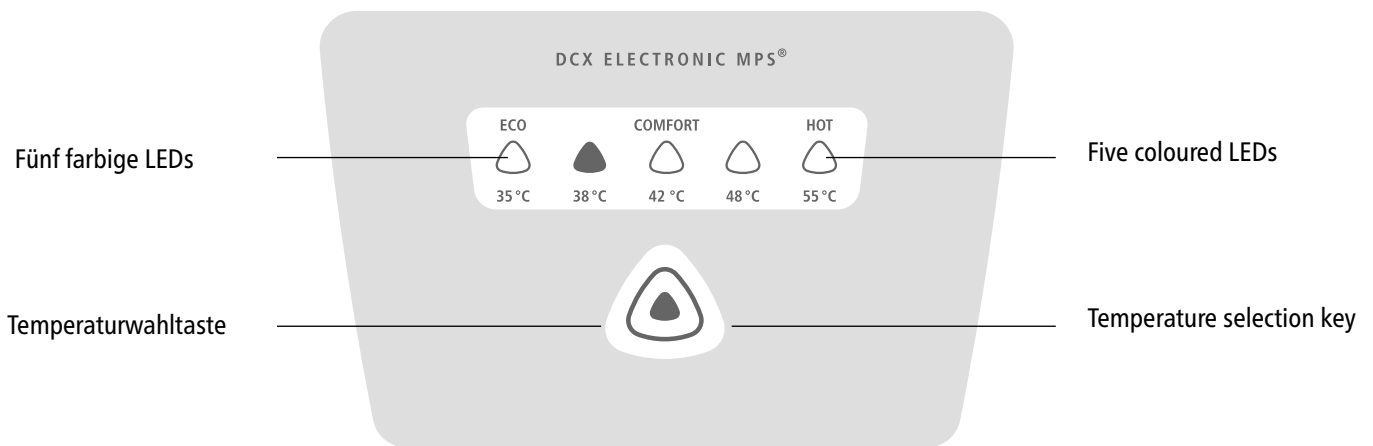 DCX ELECTRONIC MPS®
ECO COMFORT HOT
Fünf farbige LEDs
Five coloured LEDs
35 °C 38 °C 42 °C 48 °C 55 °C
Temperaturwahltaste
Temperature selection key